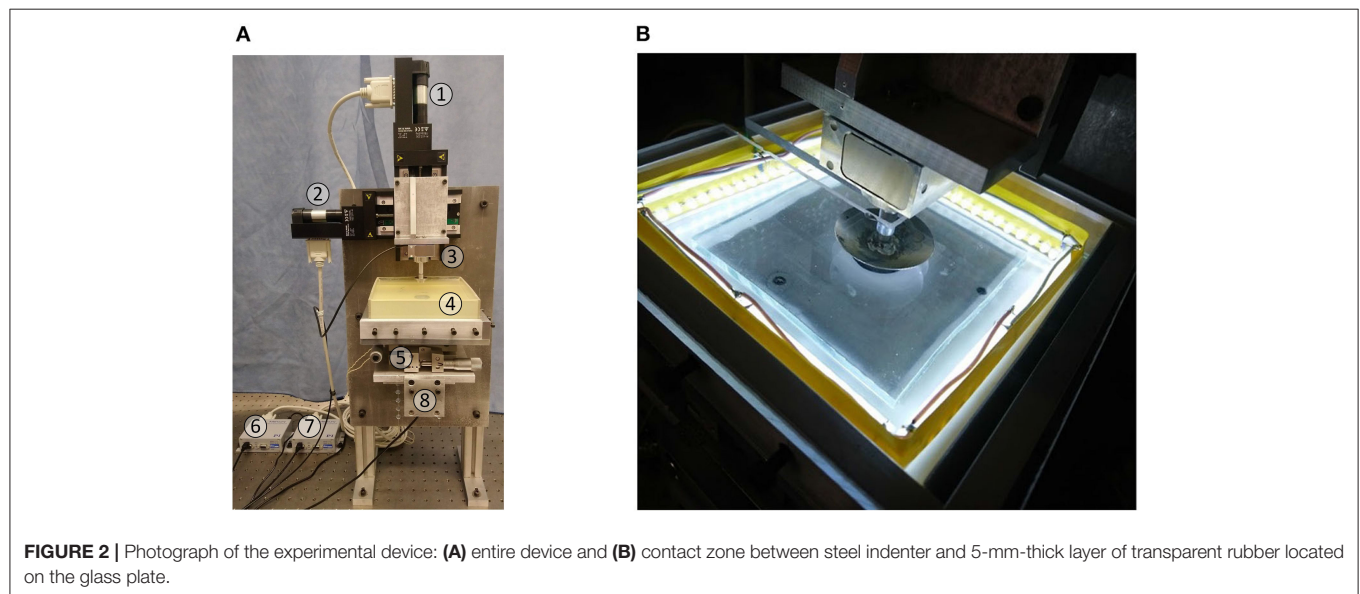 A
B
①
②
③
④
⑤
⑥
⑦
⑧
FIGURE 2 | Photograph of the experimental device: (A) entire device and (B) contact zone between steel indenter and 5-mm-thick layer of transparent rubber located
on the glass plate.